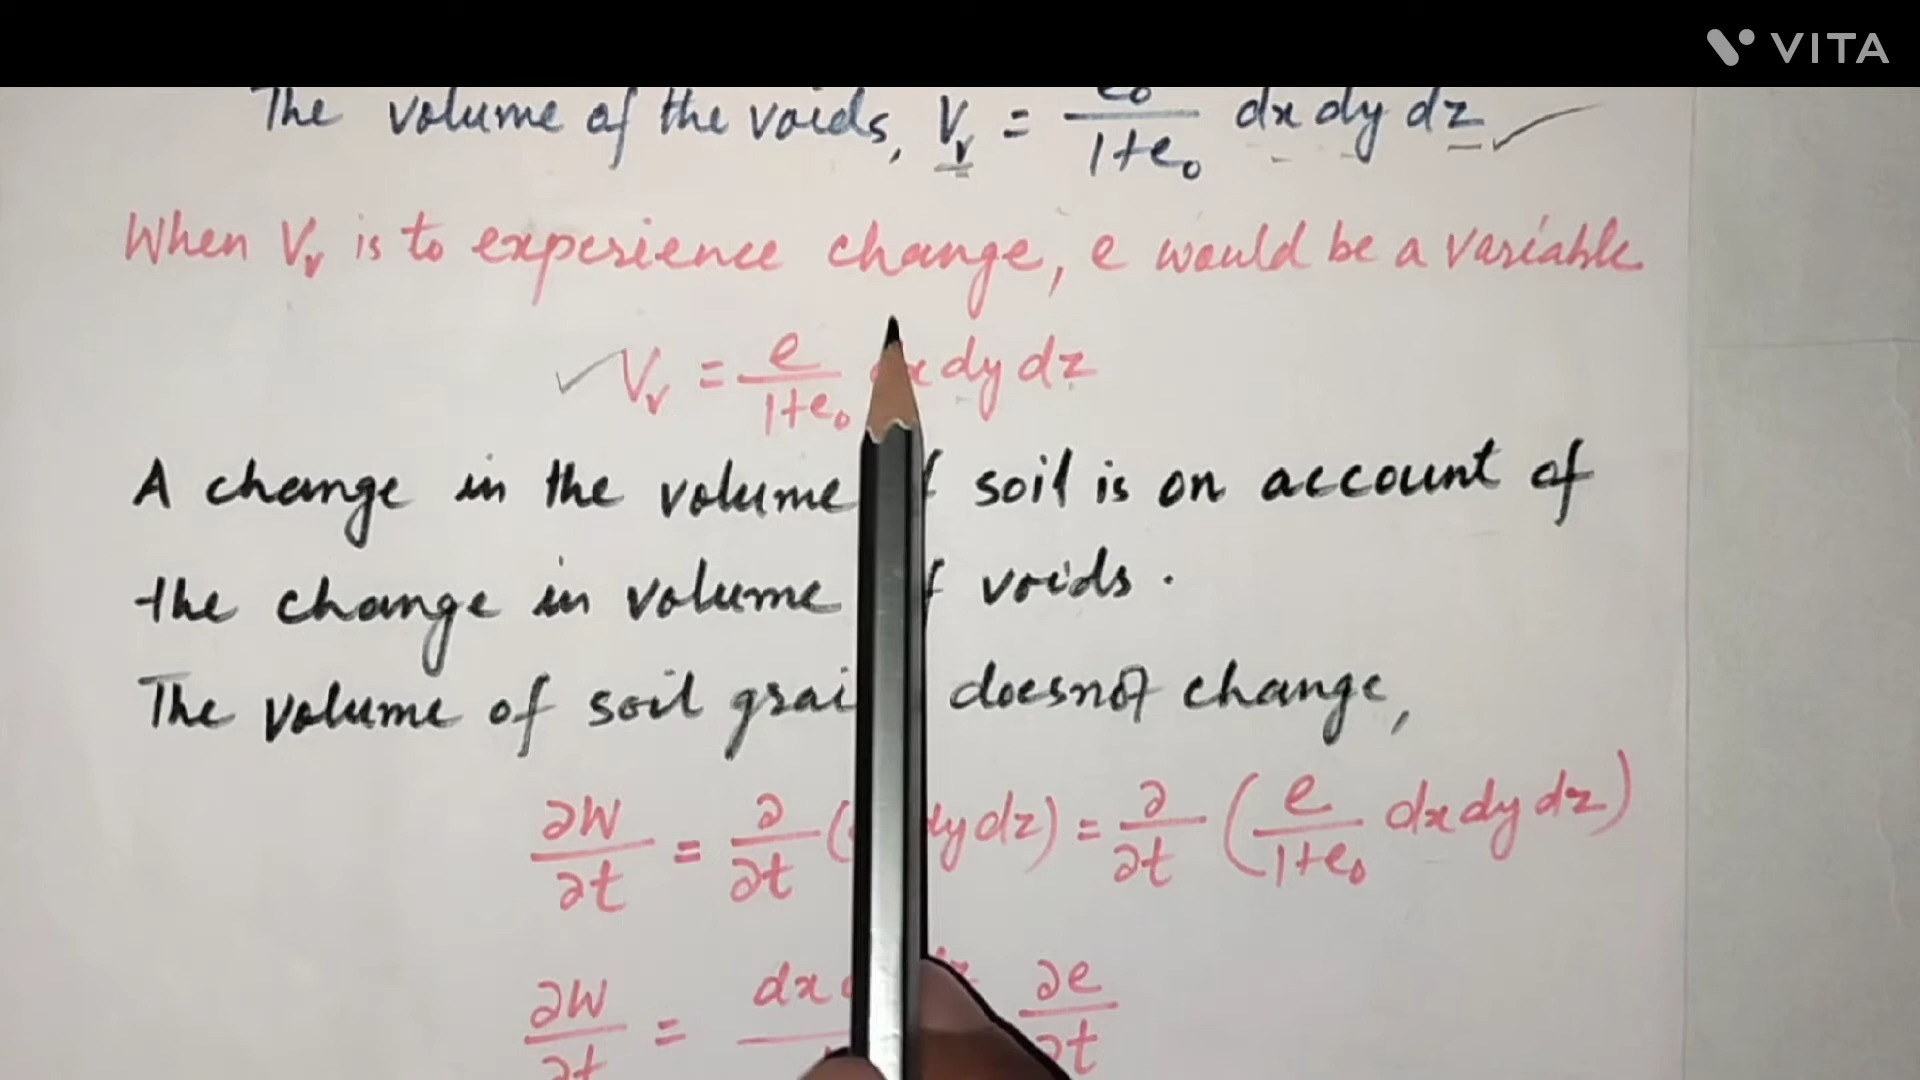 VITA
The volume of the voids, Vv = e0/1+e0 dx dy dz
When Vv is to experience change, e would be a variable
Vv = e/1+e0 dy dz
A change in the volume soil is on account of
the change in volume voids.
The volume of soil doesnot change,
∂W/∂t = ∂/∂t ( dy dz) = ∂/∂t (e/1+e0 dx dy dz)
∂W/∂t = dx ∂e/∂t